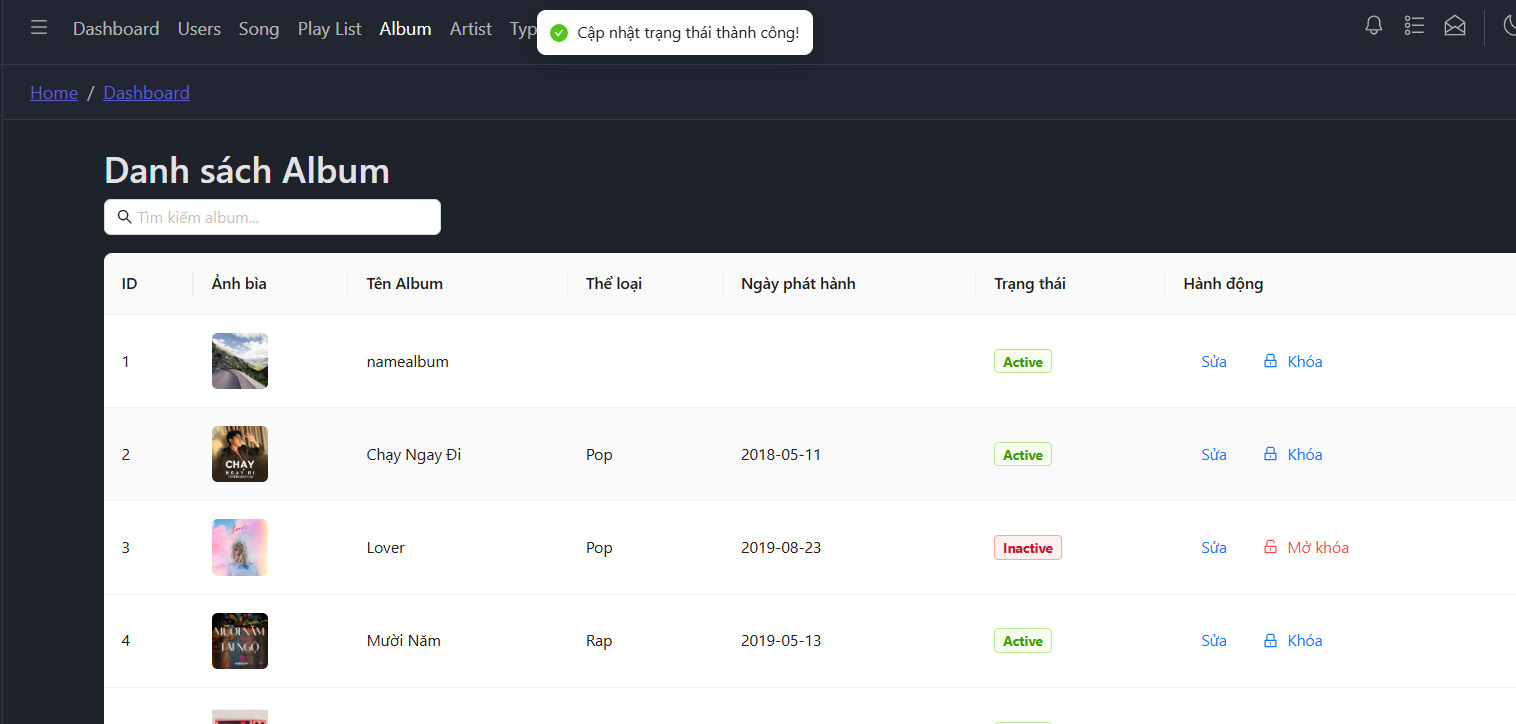 Dashboard Users Song Play List Album Artist Typ
Cập nhật trạng thái thành công!
Home / Dashboard
Danh sách Album
Tìm kiếm album...
ID Ảnh bìa Tên Album Thể loại Ngày phát hành Trạng thái Hành động
1 namealbum Active Sửa Khóa
2 Chạy Ngay Đi Pop 2018-05-11 Active Sửa Khóa
CHẠY
NGAY ĐI
3 Lover Pop 2019-08-23 Inactive Sửa Mở khóa
Lover
4 Mười Năm Rap 2019-05-13 Active Sửa Khóa
MƯỜI NĂM
TÁI NGỘ